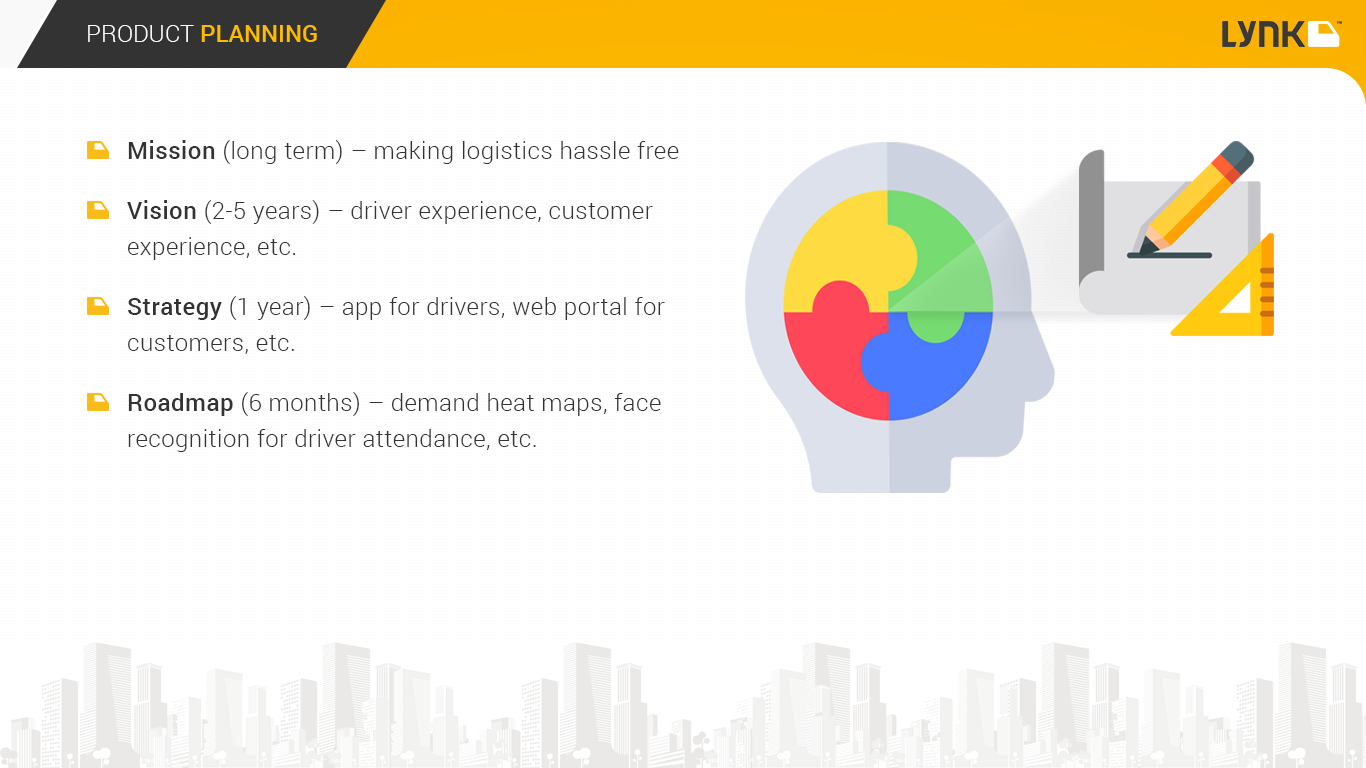 PRODUCT PLANNING
LYNK™
Mission (long term) – making logistics hassle free
Vision (2-5 years) – driver experience, customer
experience, etc.
Strategy (1 year) – app for drivers, web portal for
customers, etc.
Roadmap (6 months) – demand heat maps, face
recognition for driver attendance, etc.